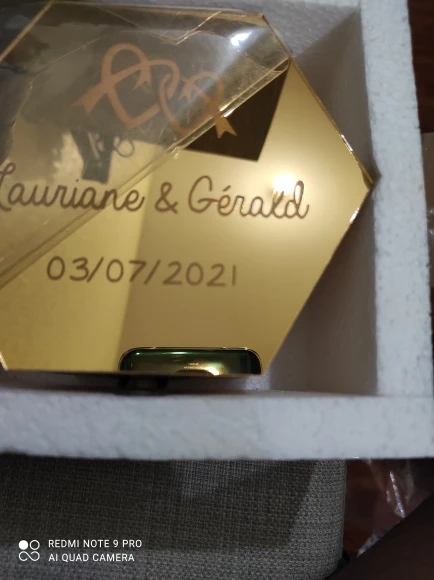 Lauriane & Gérald
03/07/2021
REDMI NOTE 9 PRO
AI QUAD CAMERA